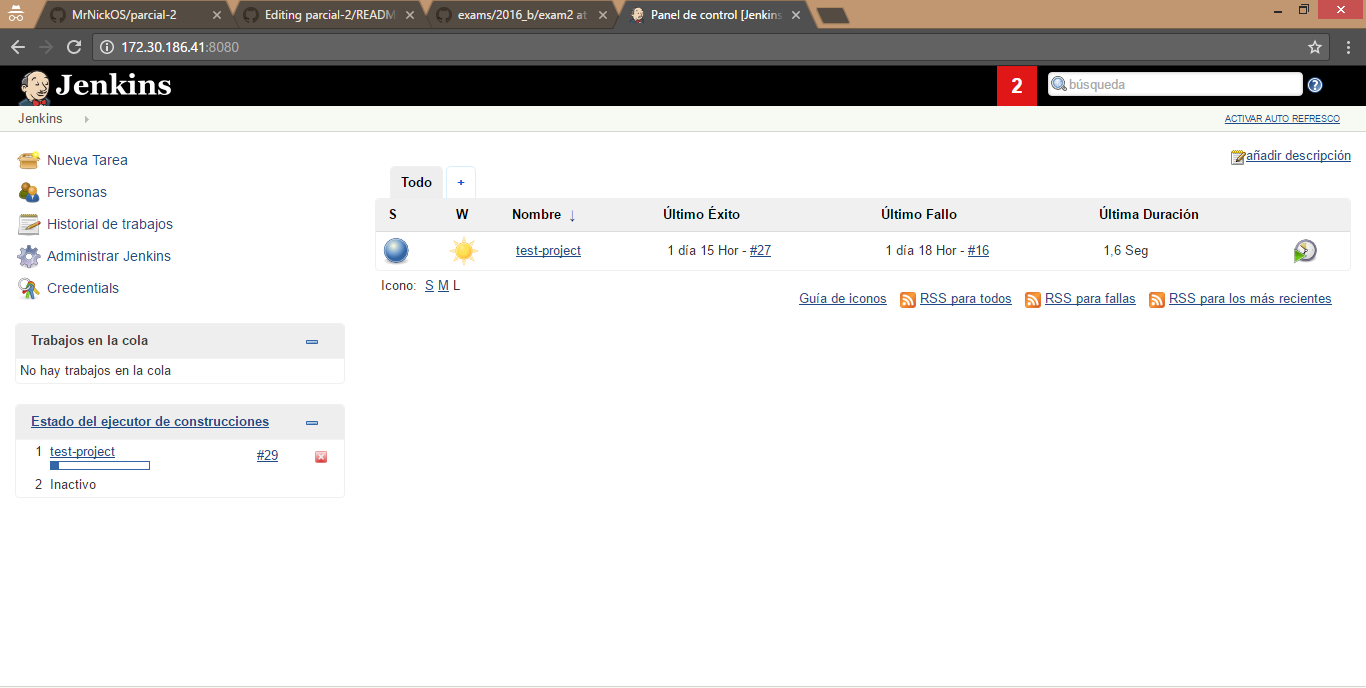 MrNickOS/parcial-2
Editing parcial-2/READM
exams/2016_b/exam2 at
Panel de control [Jenkins
172.30.186.41:8080
Jenkins
2
búsqueda
Jenkins
ACTIVAR AUTO REFRESCO
Nueva Tarea
Personas
Historial de trabajos
Administrar Jenkins
Credentials
añadir descripción
Todo +
S W Nombre ↓ Último Éxito Último Fallo Última Duración
test-project 1 día 15 Hor - #27 1 día 18 Hor - #16 1,6 Seg
Icono: S M L
Guía de iconos RSS para todos RSS para fallas RSS para los más recientes
Trabajos en la cola
No hay trabajos en la cola
Estado del ejecutor de construcciones
1 test-project #29
2 Inactivo